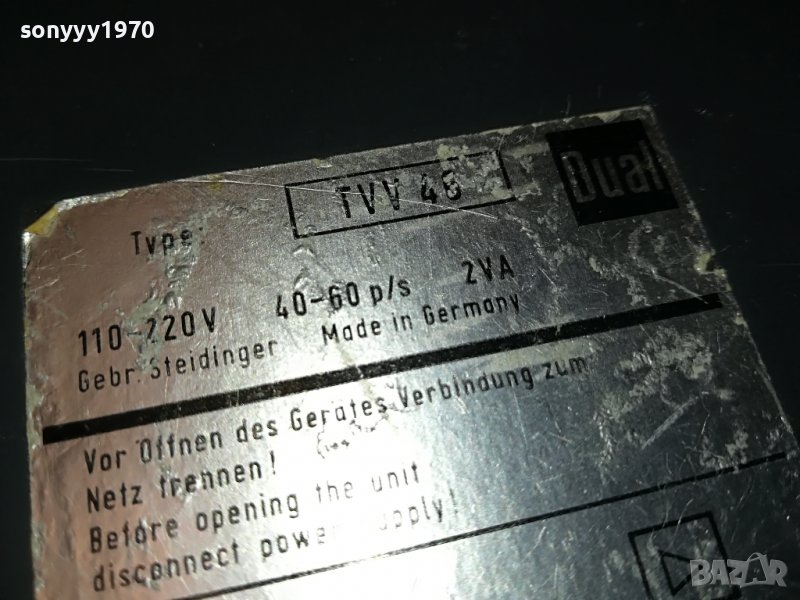 sonyyy1970
Type: TVV 46 Dual
110-220V 40-60 p/s 2VA
Gebr. Steidinger Made in Germany
Vor Öffnen des Gerätes Verbindung zum
Netz trennen!
Before opening the unit
disconnect power supply!
BAZAR